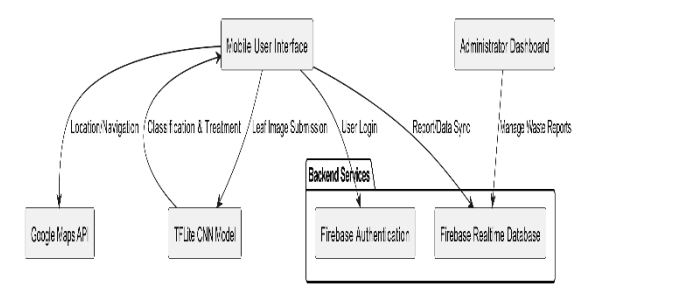 Mobile User Interface
Administrator Dashboard
Location/Navigation
Classification & Treatment
Leaf Image Submission
User Login
Report/Data Sync
Manage Waste Reports
Backend Services
Google Maps API
TFLite CNN Model
Firebase Authentication
Firebase Realtime Database